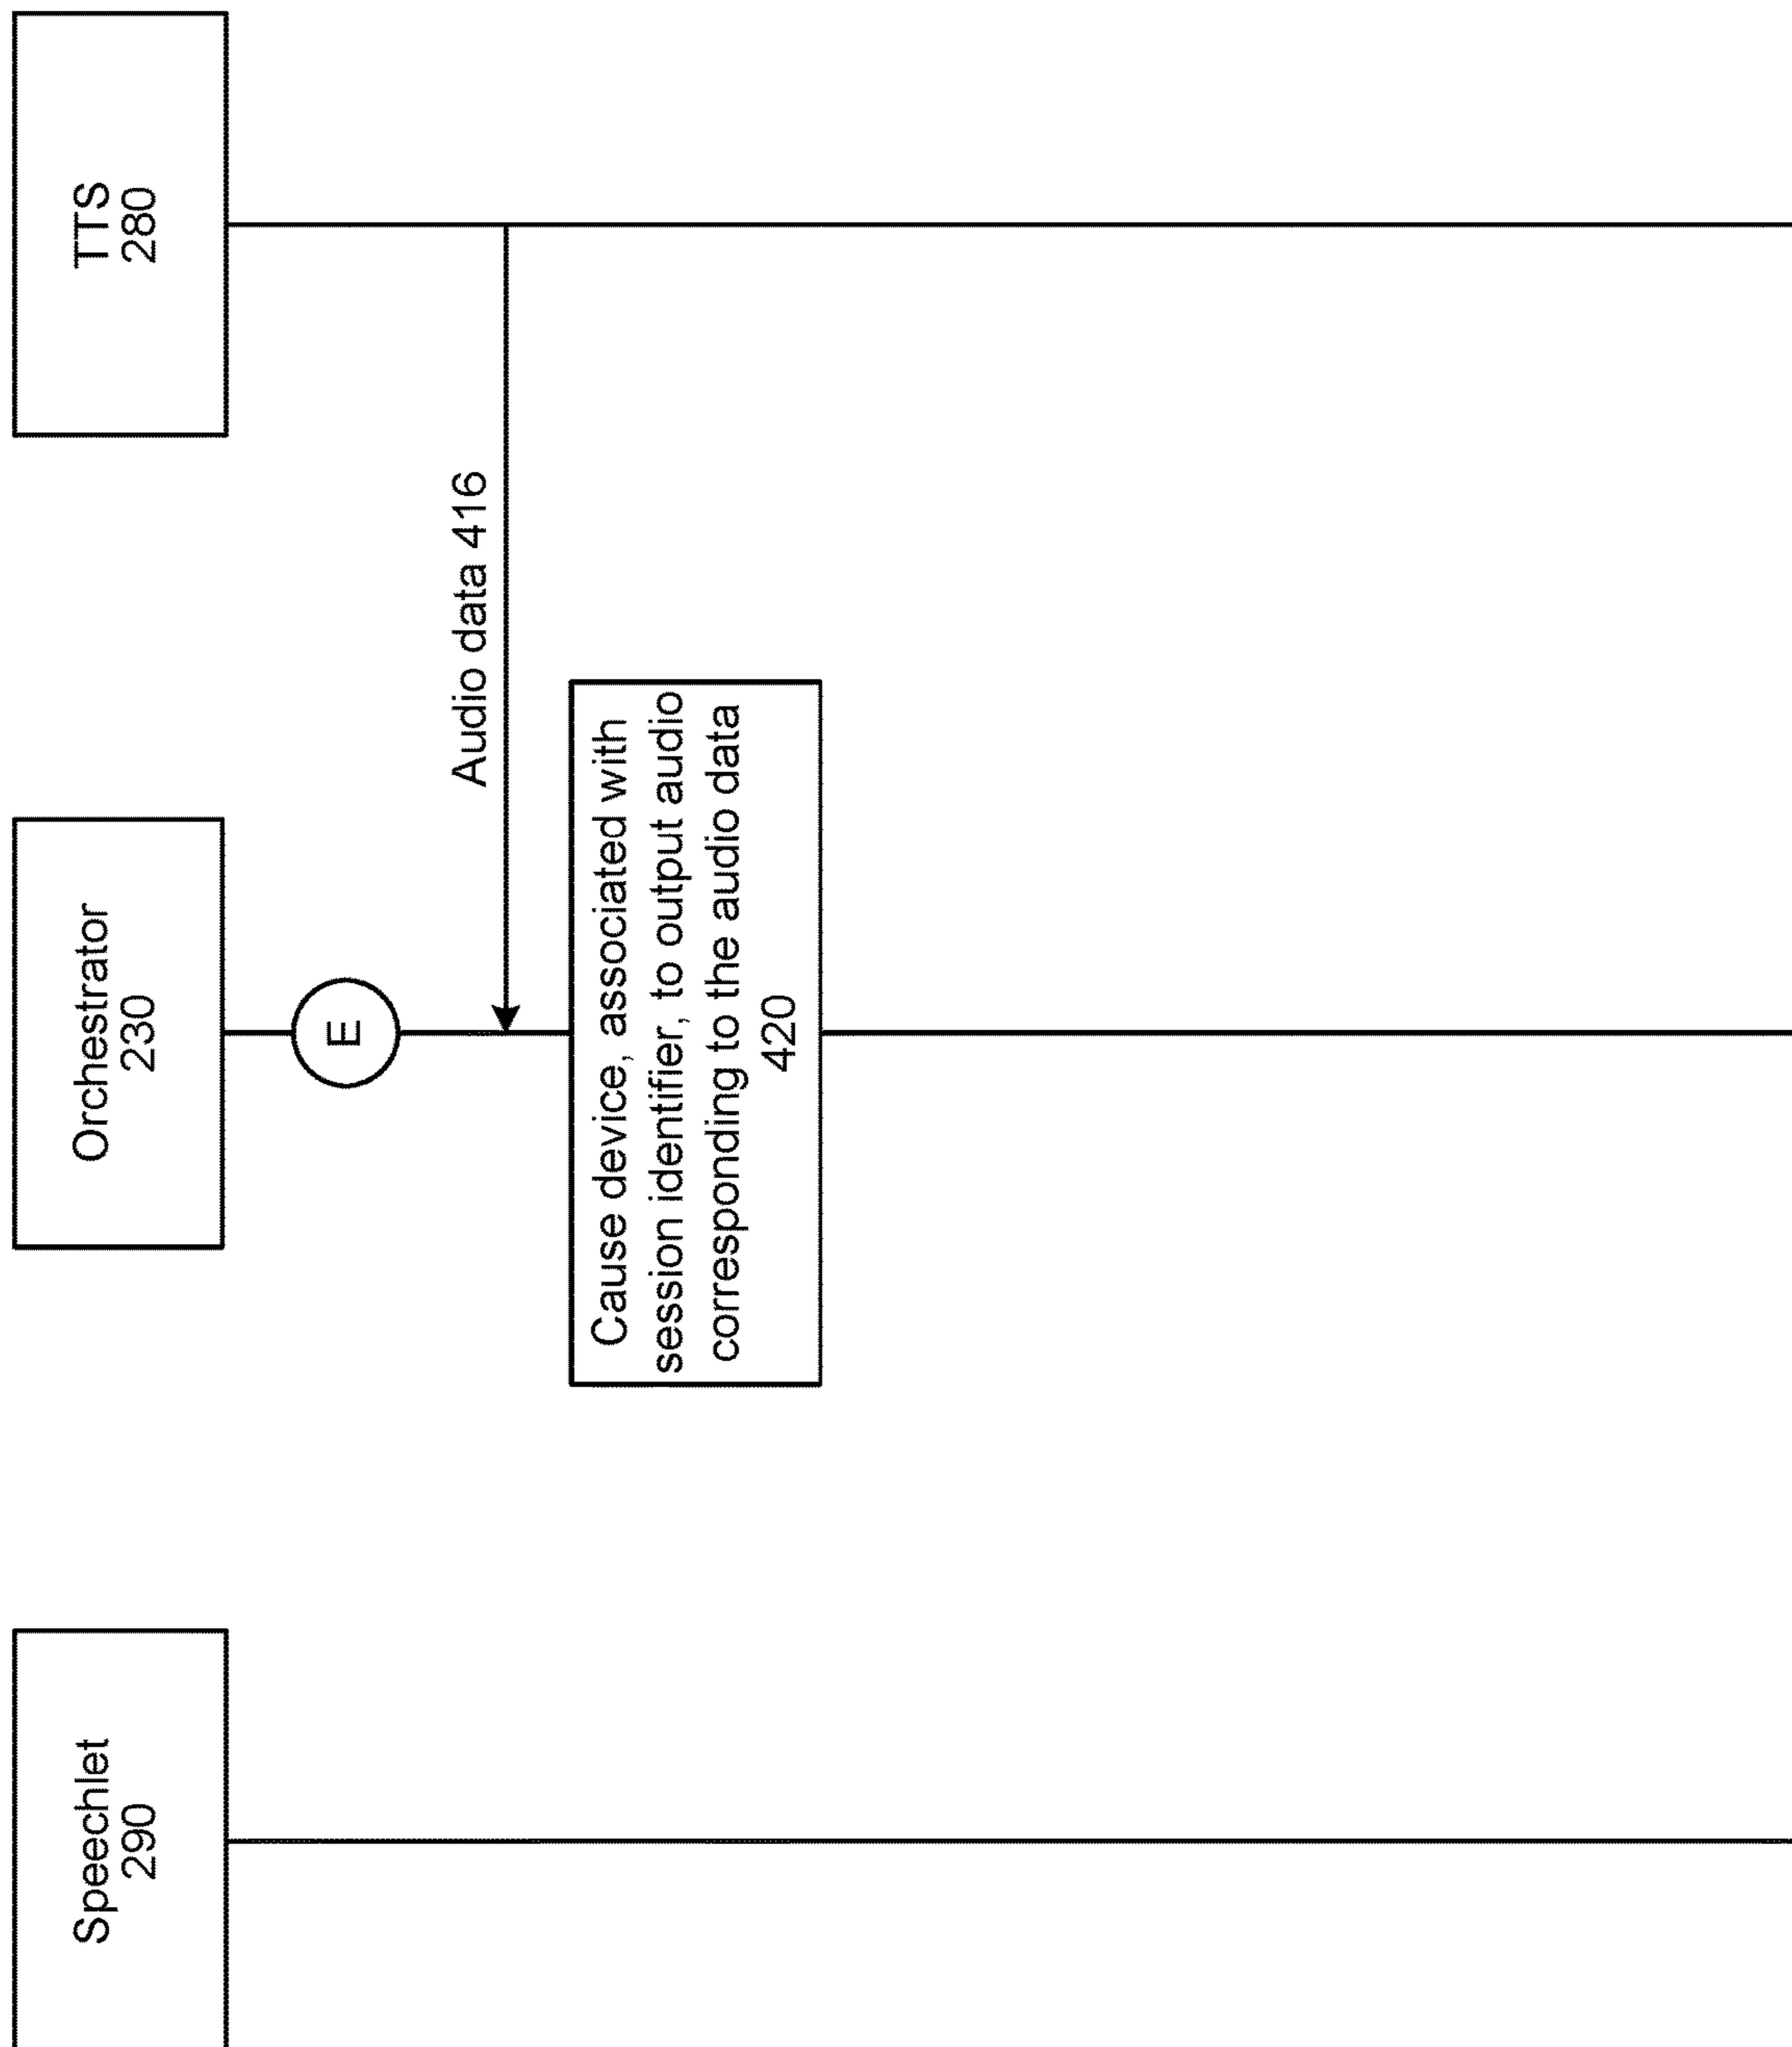 Speechlet
290
Orchestrator
230
TTS
280
E
Audio data 416
Cause device, associated with
session identifier, to output audio
corresponding to the audio data
420